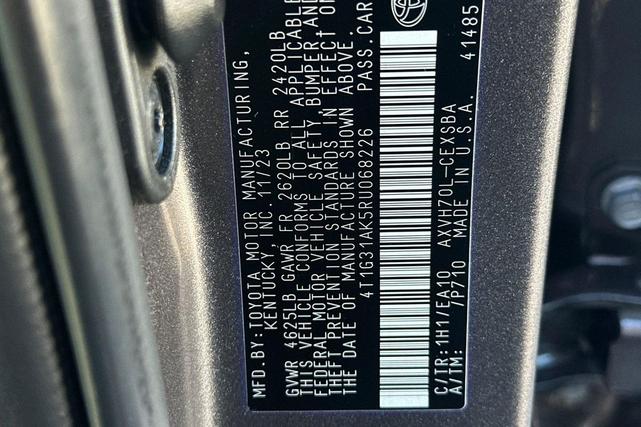 MFD. BY: TOYOTA MOTOR MANUFACTURING,
KENTUCKY, INC. 11/23
GVWR 4625LB GAWR FR 2620LB RR 2420LB
THIS VEHICLE CONFORMS TO ALL APPLICABLE
FEDERAL MOTOR VEHICLE SAFETY, BUMPER AND
THEFT PREVENTION STANDARDS IN EFFECT ON
THE DATE OF MANUFACTURE SHOWN ABOVE.
4T1G31AK5RU068226 PASS.CAR
C/TR:1H1/EA10 AXVH70L-CEXSBA
A/TM: /P710 MADE IN U.S.A. 41485